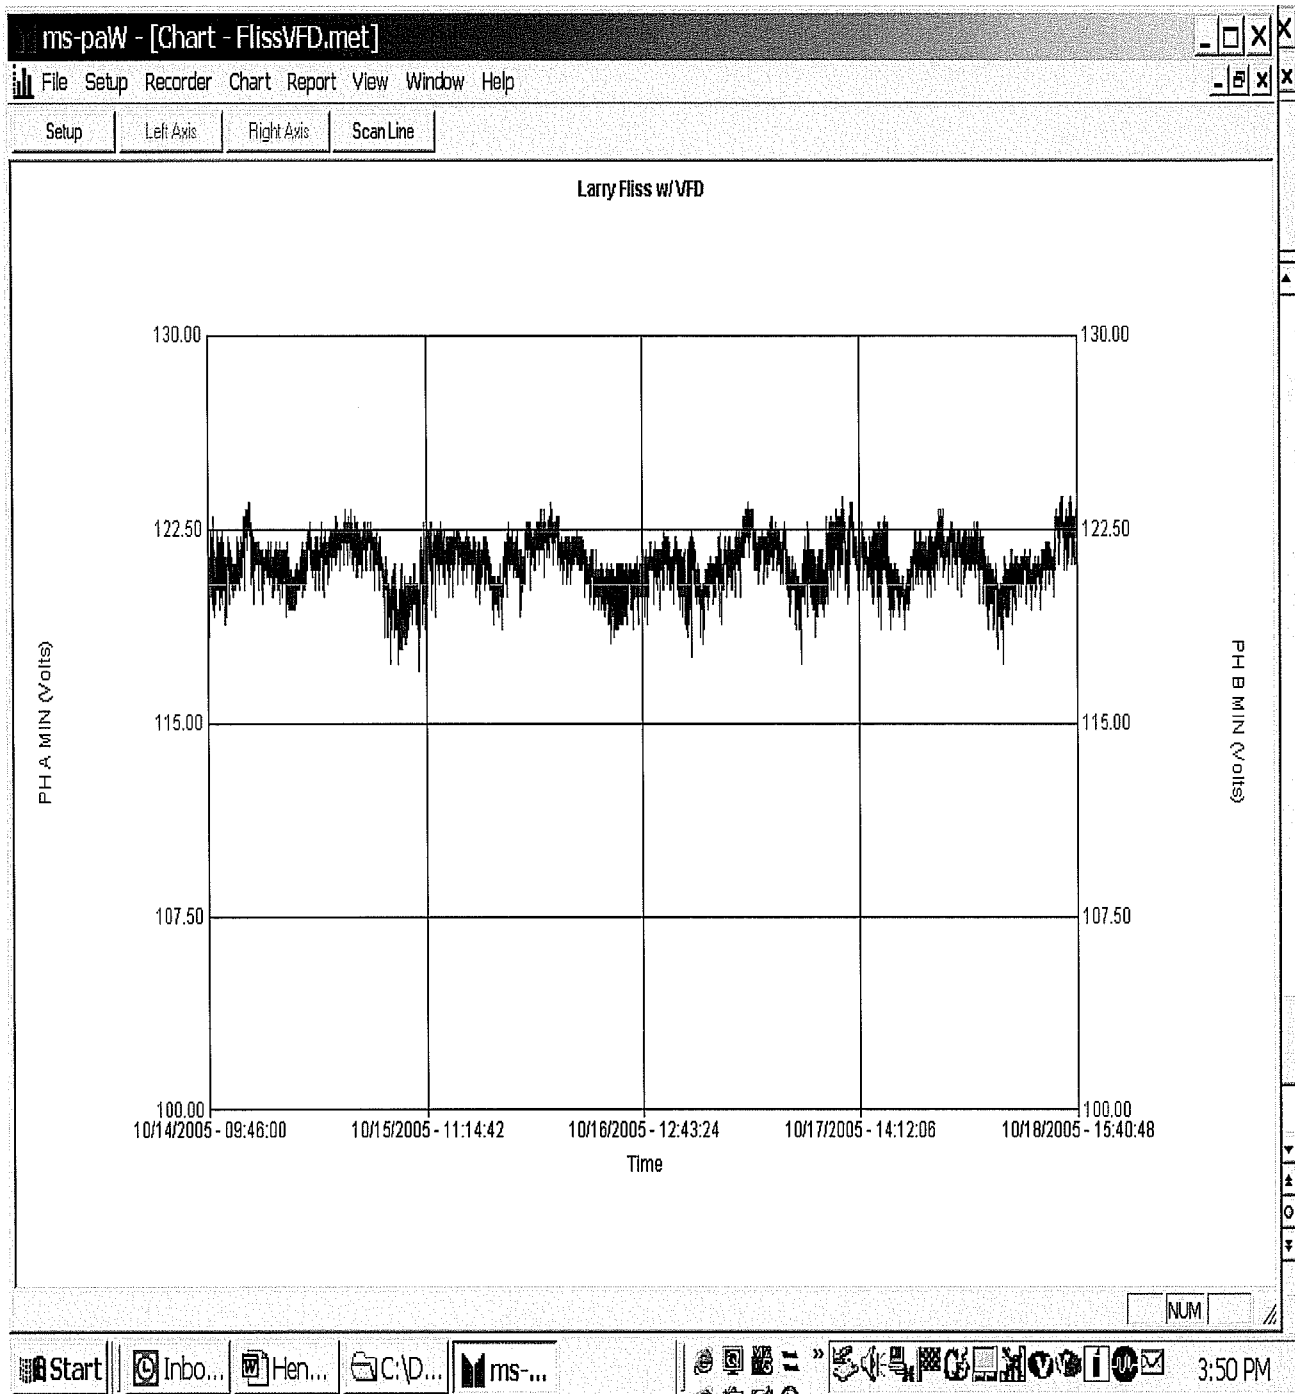 ms-paW - [Chart - FlissVFD.met]
File Setup Recorder Chart Report View Window Help
Setup Left Axis Right Axis Scan Line
Larry Fliss w/ VFD
130.00 130.00
122.50 122.50
115.00 115.00
107.50 107.50
100.00 100.00
PH A MIN (Volts)
PH B MIN (Volts)
10/14/2005 - 09:46:00 10/15/2005 - 11:14:42 10/16/2005 - 12:43:24 10/17/2005 - 14:12:06 10/18/2005 - 15:40:48
Time
NUM
Start Inbo... Hen... C:\D... ms-... » 3:50 PM